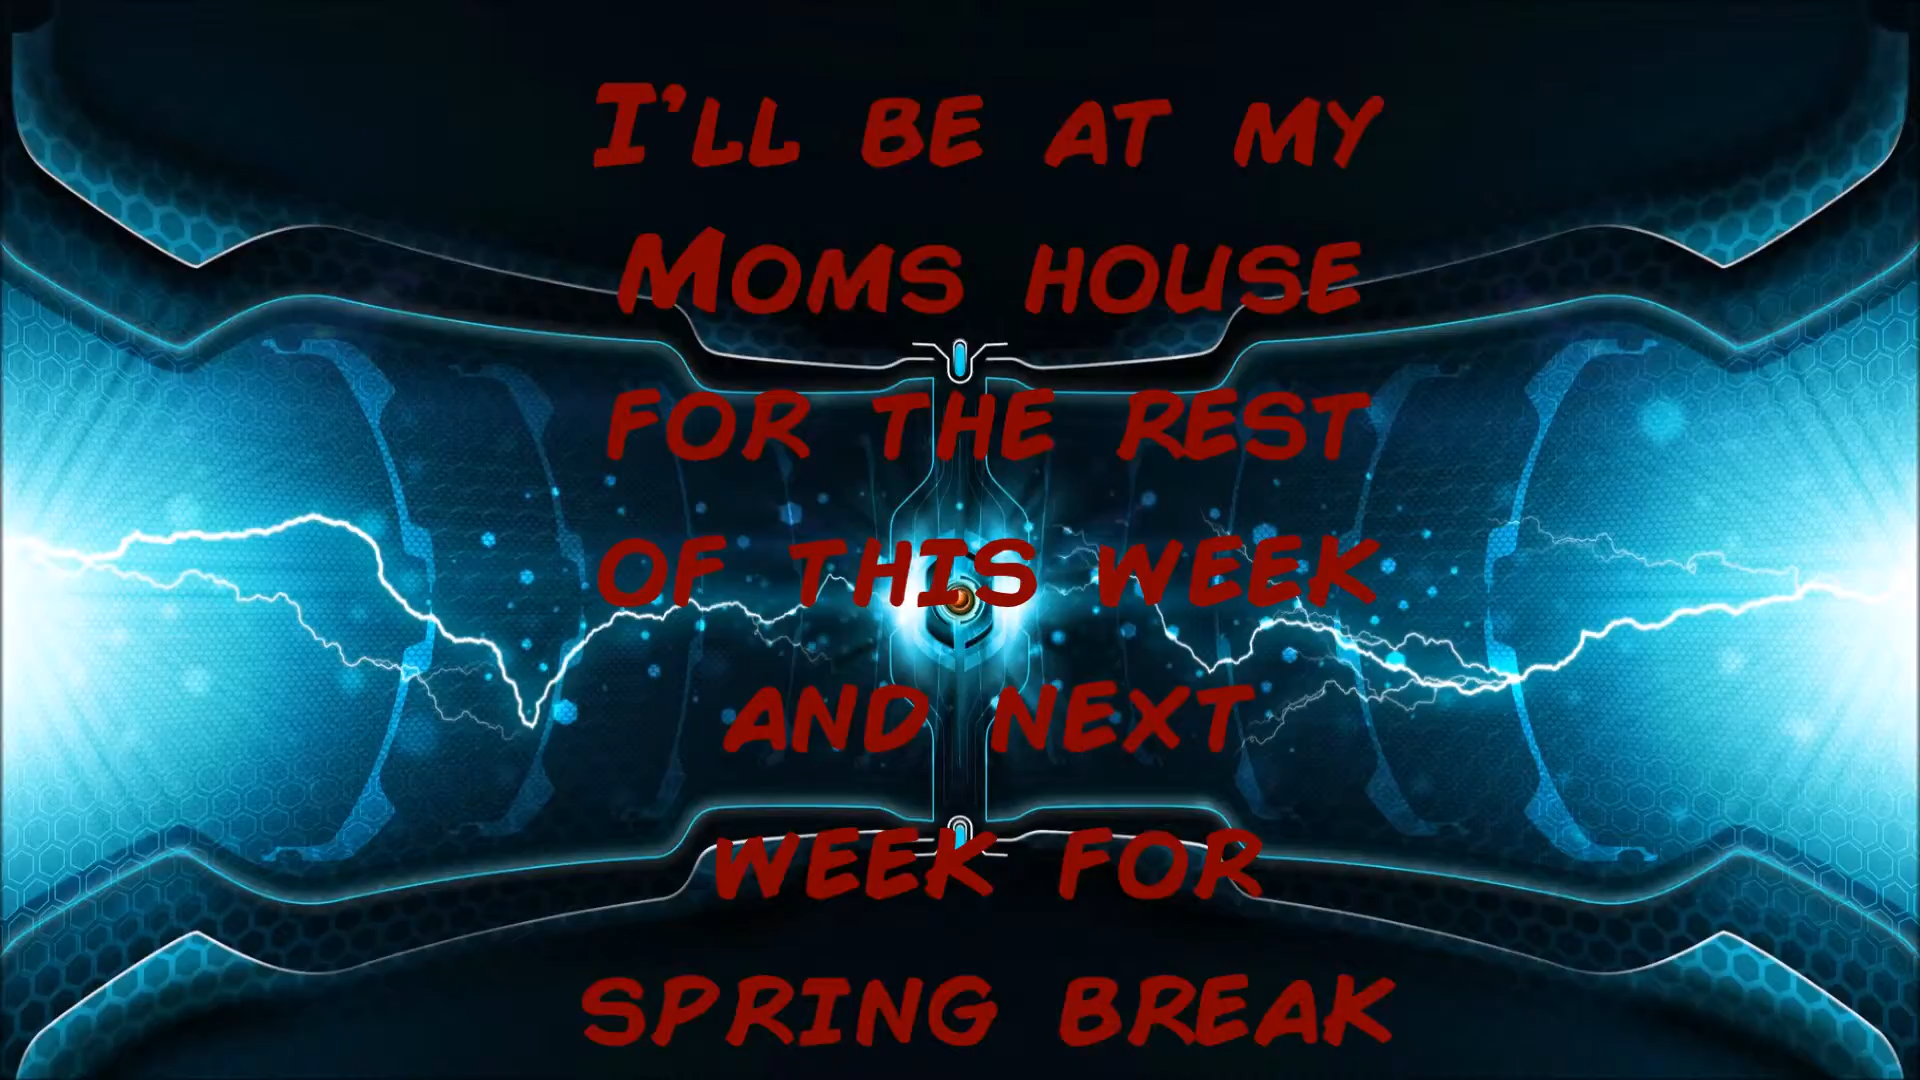 I'll be at my
Moms house
for the rest
of this week
and next
week for
spring break